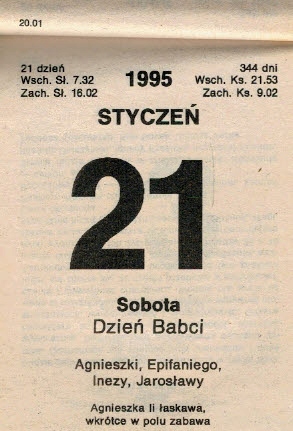 20.01
21 dzień 1995 344 dni
Wsch. Sł. 7.32 Wsch. Ks. 21.53
Zach. Sł. 16.02 Zach. Ks. 9.02
STYCZEŃ
21
Sobota
Dzień Babci
Agnieszki, Epifaniego,
Inezy, Jarosławy
Agnieszka li łaskawa,
wkrótce w polu zabawa